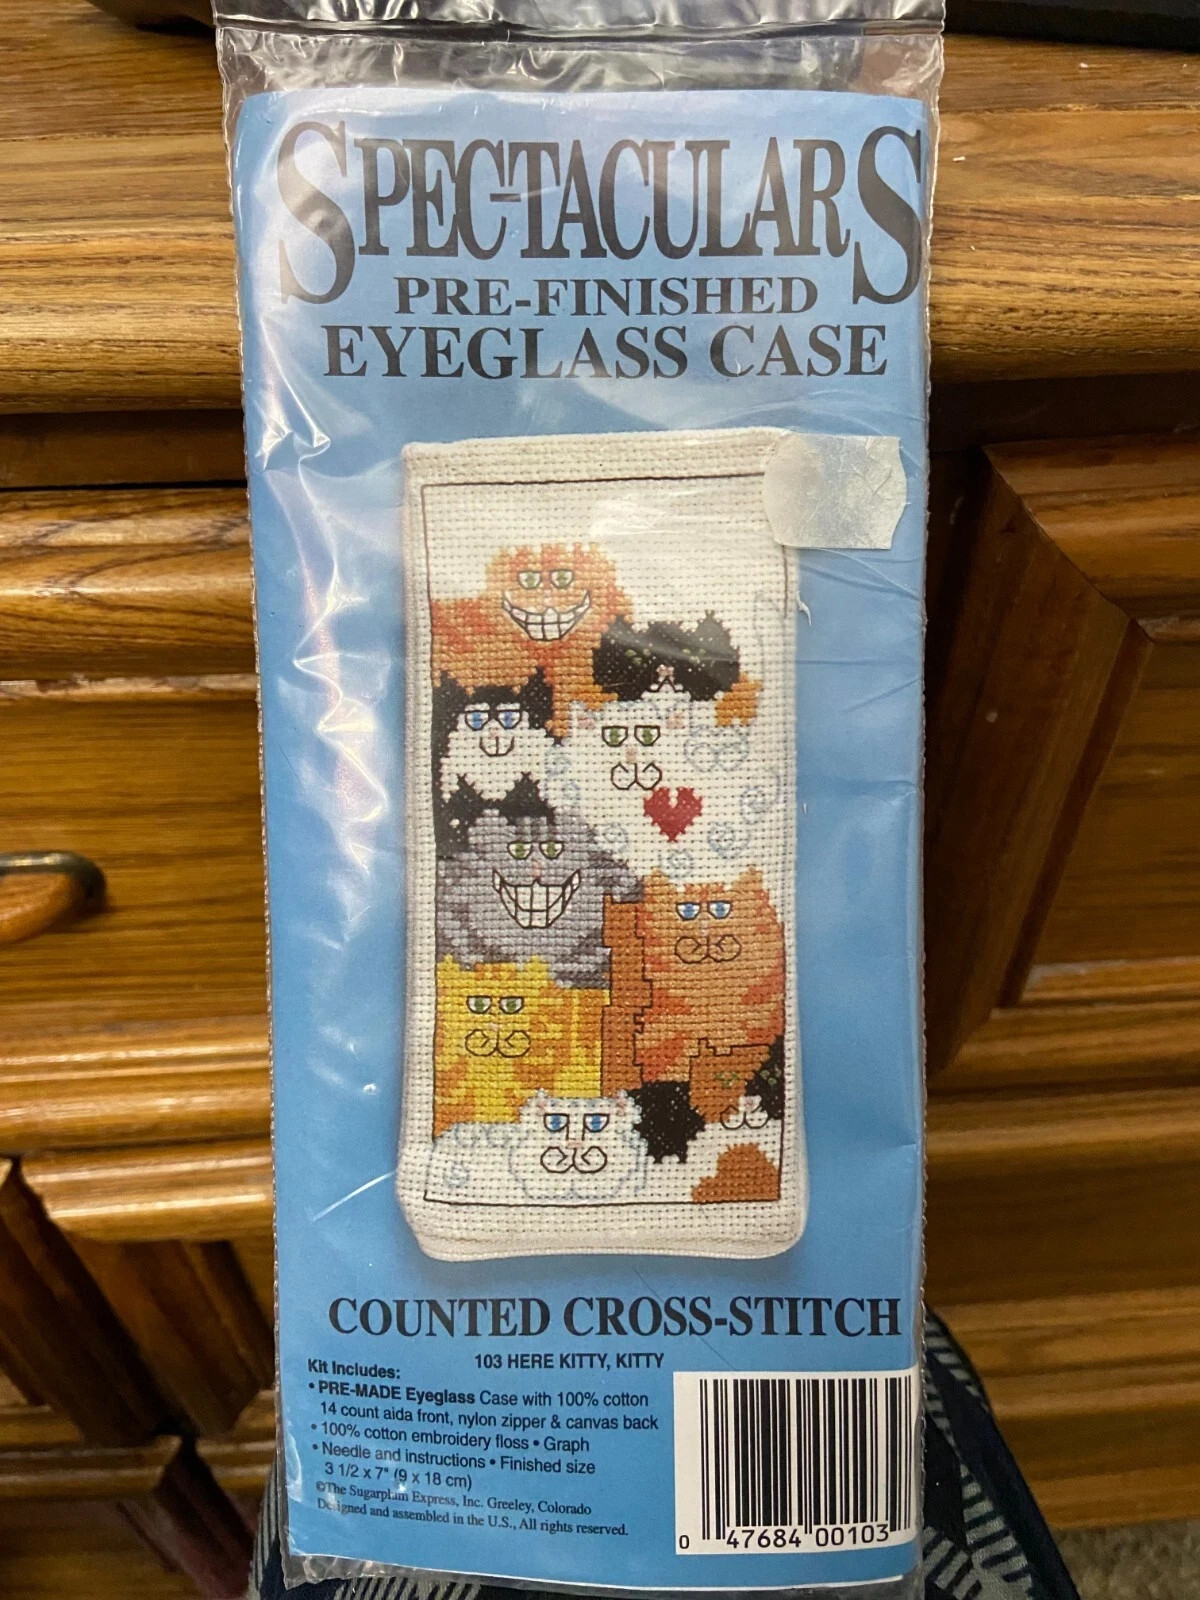 SPEC-TACULARS
PRE-FINISHED
EYEGLASS CASE
COUNTED CROSS-STITCH
103 HERE KITTY, KITTY
Kit Includes:
• PRE-MADE Eyeglass Case with 100% cotton
14 count aida front, nylon zipper & canvas back
• 100% cotton embroidery floss • Graph
• Needle and instructions • Finished size
3 1/2 x 7" (9 x 18 cm)
©The Sugarplum Express, Inc. Greeley, Colorado
Designed and assembled in the U.S., All rights reserved.
0 47684 00103